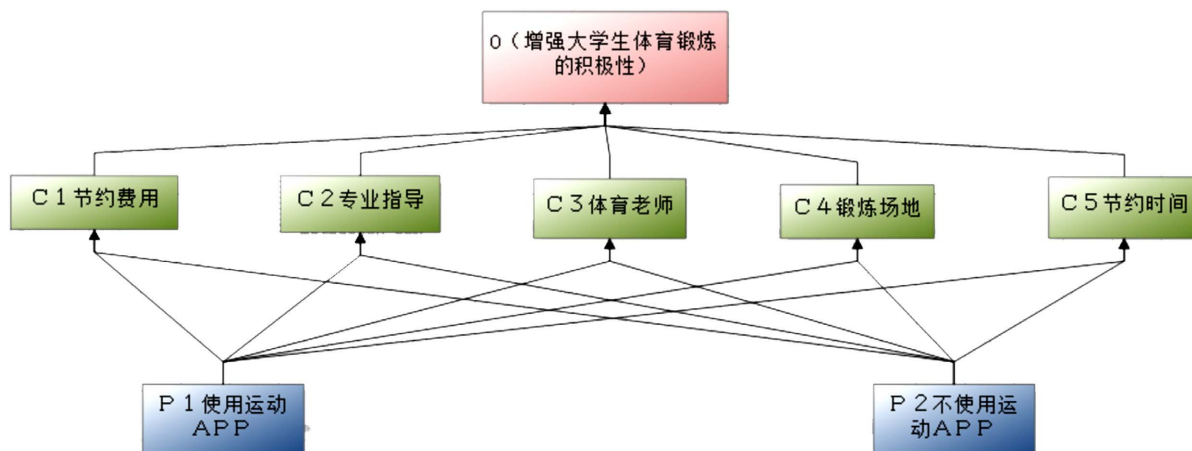 O（增强大学生体育锻炼
的积极性）
C1节约费用
C2专业指导
C3体育老师
C4锻炼场地
C5节约时间
P1使用运动
APP
P2不使用运
动APP